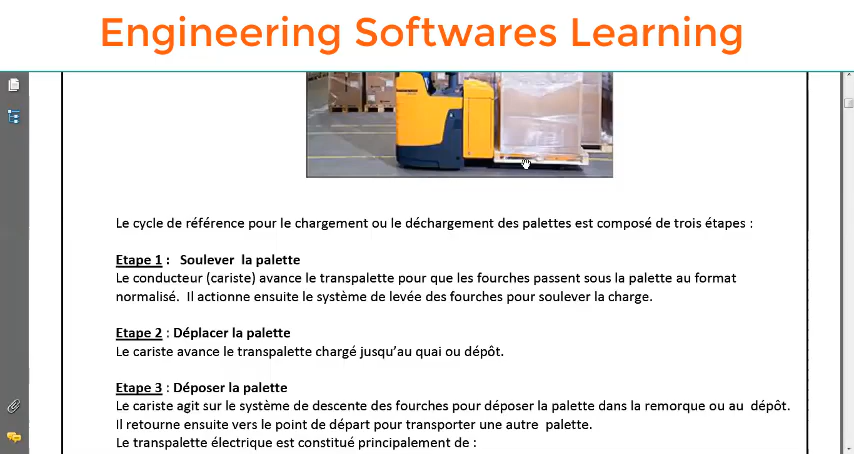 Engineering Softwares Learning
Le cycle de référence pour le chargement ou le déchargement des palettes est composé de trois étapes :
Etape 1 : Soulever la palette
Le conducteur (cariste) avance le transpalette pour que les fourches passent sous la palette au format
normalisé. Il actionne ensuite le système de levée des fourches pour soulever la charge.
Etape 2 : Déplacer la palette
Le cariste avance le transpalette chargé jusqu'au quai ou dépôt.
Etape 3 : Déposer la palette
Le cariste agit sur le système de descente des fourches pour déposer la palette dans la remorque ou au dépôt.
Il retourne ensuite vers le point de départ pour transporter une autre palette.
Le transpalette électrique est constitué principalement de :